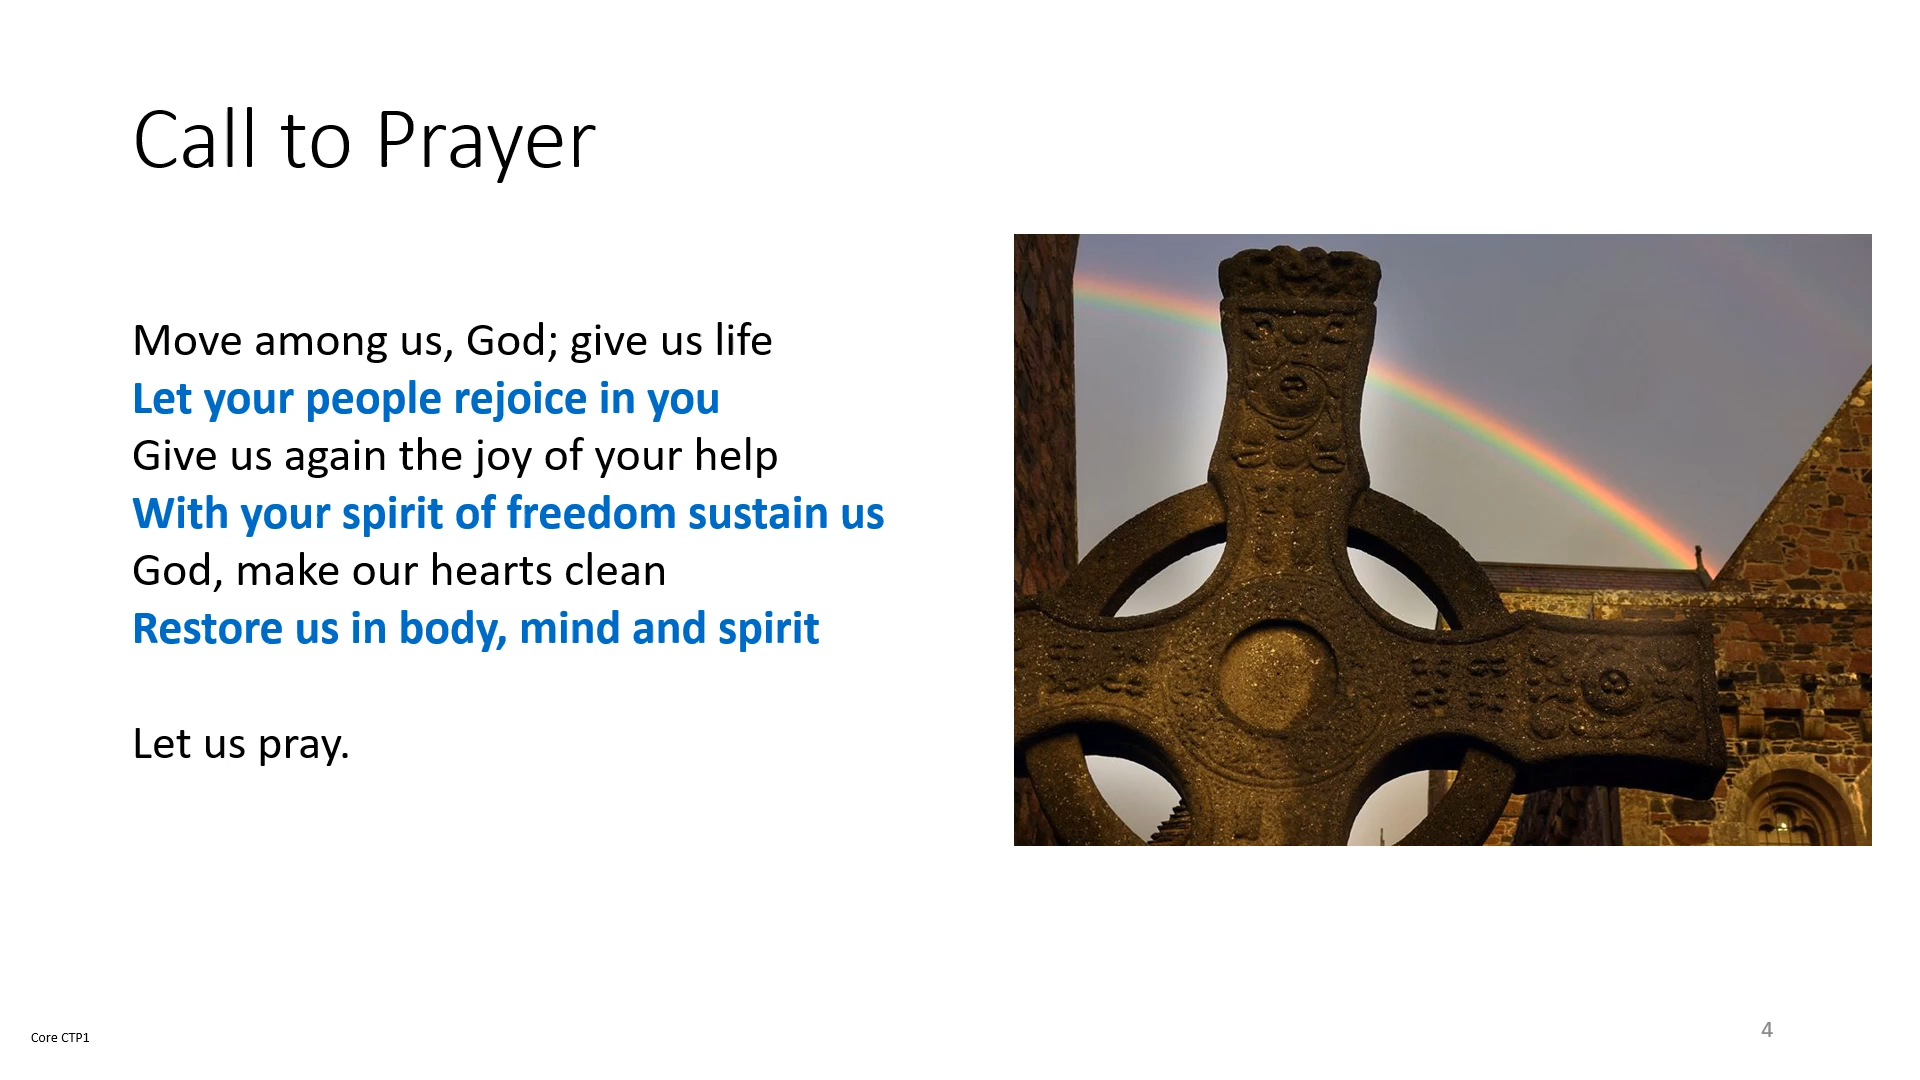 Call to Prayer
Move among us, God; give us life
Let your people rejoice in you
Give us again the joy of your help
With your spirit of freedom sustain us
God, make our hearts clean
Restore us in body, mind and spirit
Let us pray.
Core CTP1
4